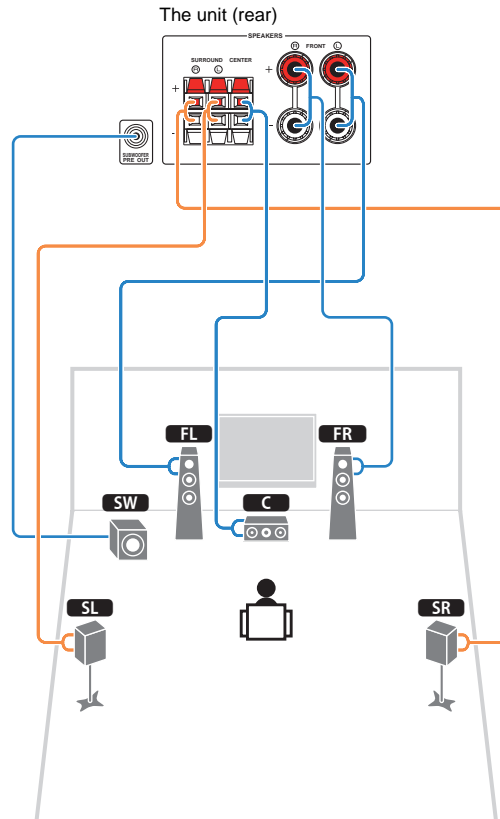 The unit (rear)
SPEAKERS
R FRONT L
SURROUND CENTER
R L
+ +
- -
SUBWOOFER
PRE OUT
FL FR
SW C
SL SR